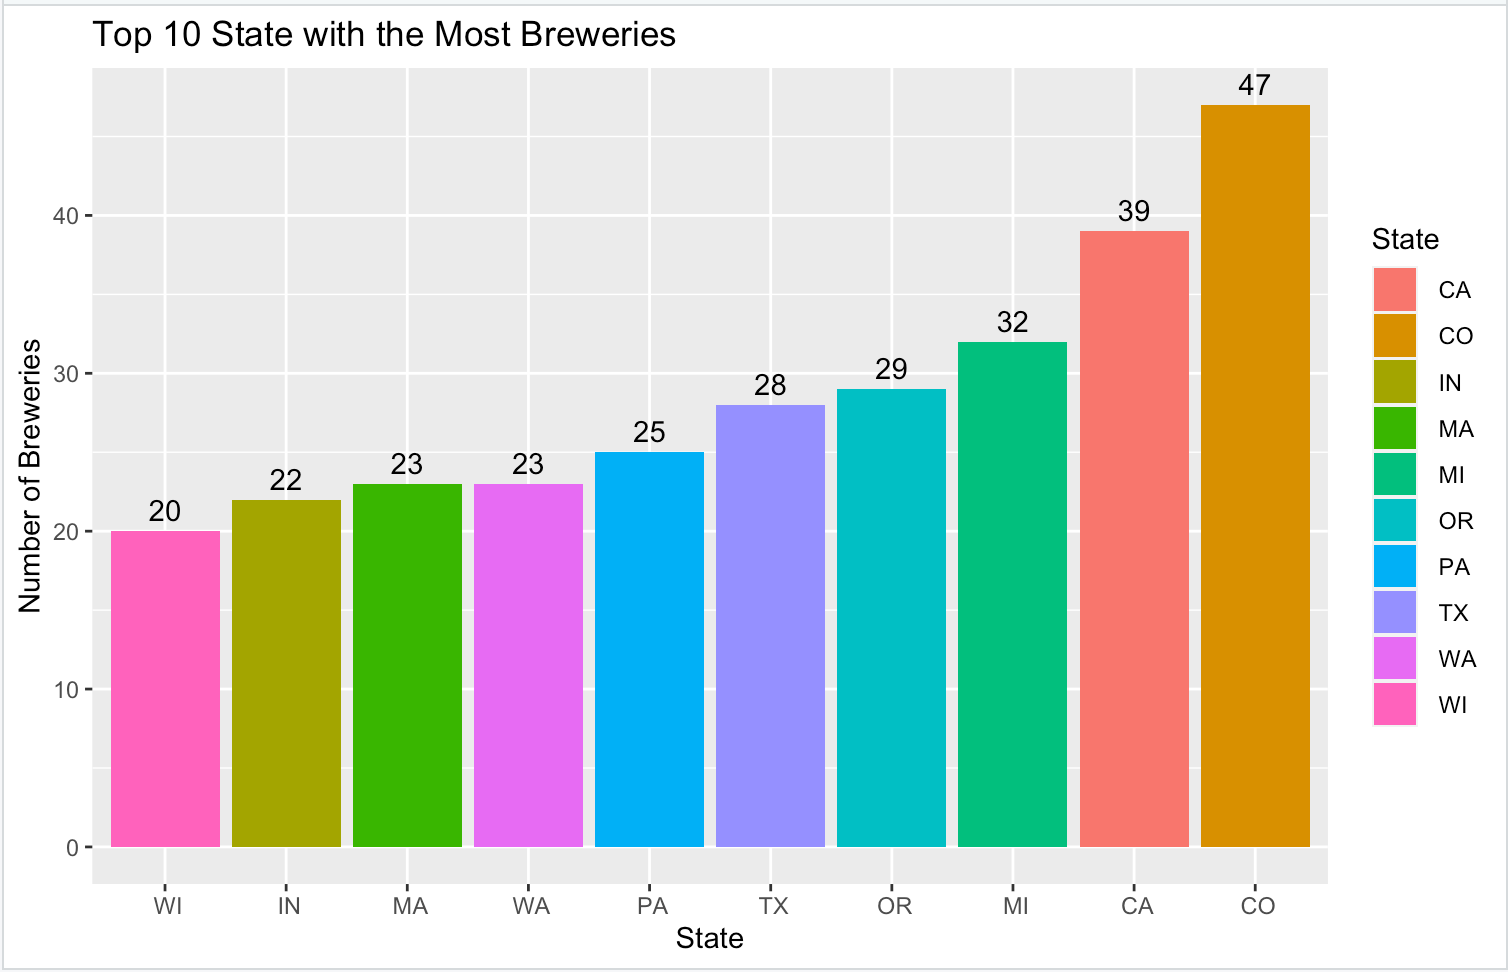 Top 10 State with the Most Breweries
Number of Breweries
40
30
20
10
0
20
22
23
23
25
28
29
32
39
47
WI IN MA WA PA TX OR MI CA CO
State
State
CA
CO
IN
MA
MI
OR
PA
TX
WA
WI